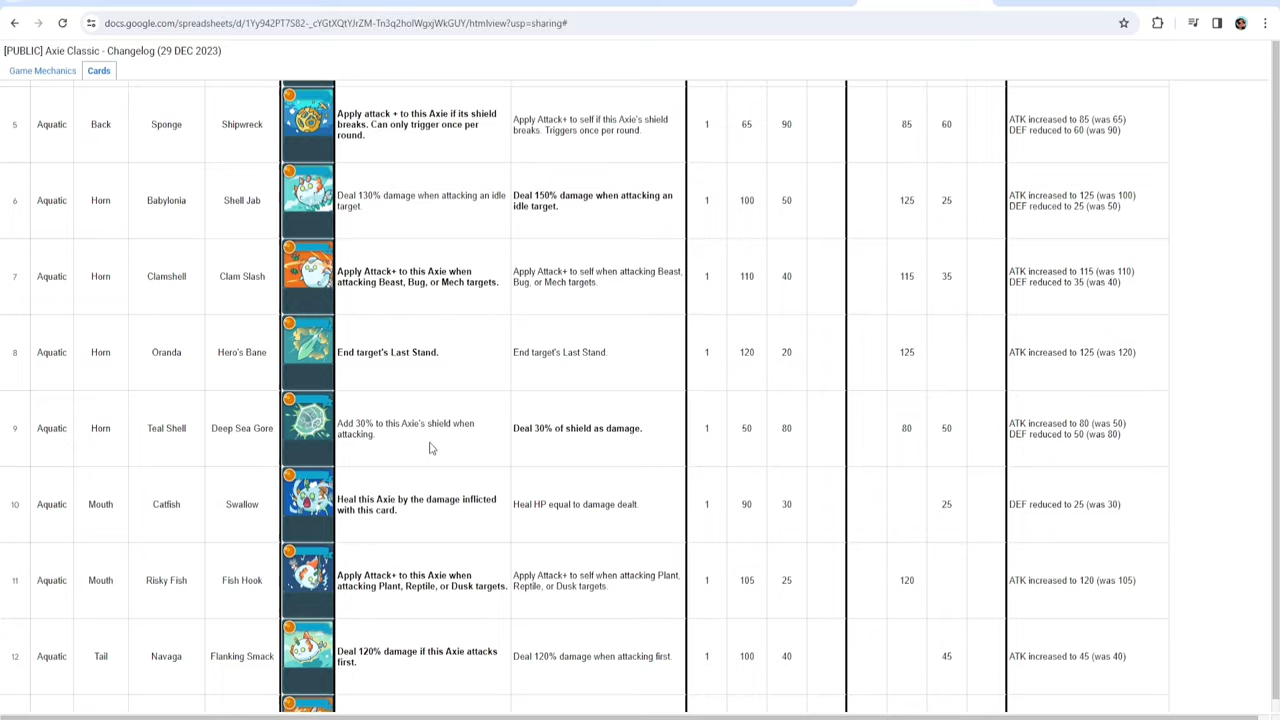 docs.google.com/spreadsheets/d/1Yy942PT7S82-_cYGtXQtYJrZM-Tn3q2holWgxjWkGUY/htmlview?usp=sharing#
[PUBLIC] Axie Classic - Changelog (29 DEC 2023)
Game Mechanics Cards
5 Aquatic Back Sponge Shipwreck Apply attack + to this Axie if its shield breaks. Can only trigger once per round. Apply Attack+ to self if this Axie's shield breaks. Triggers once per round. 1 65 90 85 60 ATK increased to 85 (was 65) DEF reduced to 60 (was 90)
6 Aquatic Horn Babylonia Shell Jab Deal 130% damage when attacking an idle target. Deal 150% damage when attacking an idle target. 1 100 50 125 25 ATK increased to 125 (was 100) DEF reduced to 25 (was 50)
7 Aquatic Horn Clamshell Clam Slash Apply Attack+ to this Axie when attacking Beast, Bug, or Mech targets. Apply Attack+ to self when attacking Beast, Bug, or Mech targets. 1 110 40 115 35 ATK increased to 115 (was 110) DEF reduced to 35 (was 40)
8 Aquatic Horn Oranda Hero's Bane End target's Last Stand. End target's Last Stand. 1 120 20 125 ATK increased to 125 (was 120)
9 Aquatic Horn Teal Shell Deep Sea Gore Add 30% to this Axie's shield when attacking. Deal 30% of shield as damage. 1 50 80 80 50 ATK increased to 80 (was 50) DEF reduced to 50 (was 80)
10 Aquatic Mouth Catfish Swallow Heal this Axie by the damage inflicted with this card. Heal HP equal to damage dealt. 1 90 30 25 DEF reduced to 25 (was 30)
11 Aquatic Mouth Risky Fish Fish Hook Apply Attack+ to this Axie when attacking Plant, Reptile, or Dusk targets. Apply Attack+ to self when attacking Plant, Reptile, or Dusk targets. 1 105 25 120 ATK increased to 120 (was 105)
12 Aquatic Tail Navaga Flanking Smack Deal 120% damage if this Axie attacks first. Deal 120% damage when attacking first. 1 100 40 45 ATK increased to 45 (was 40)